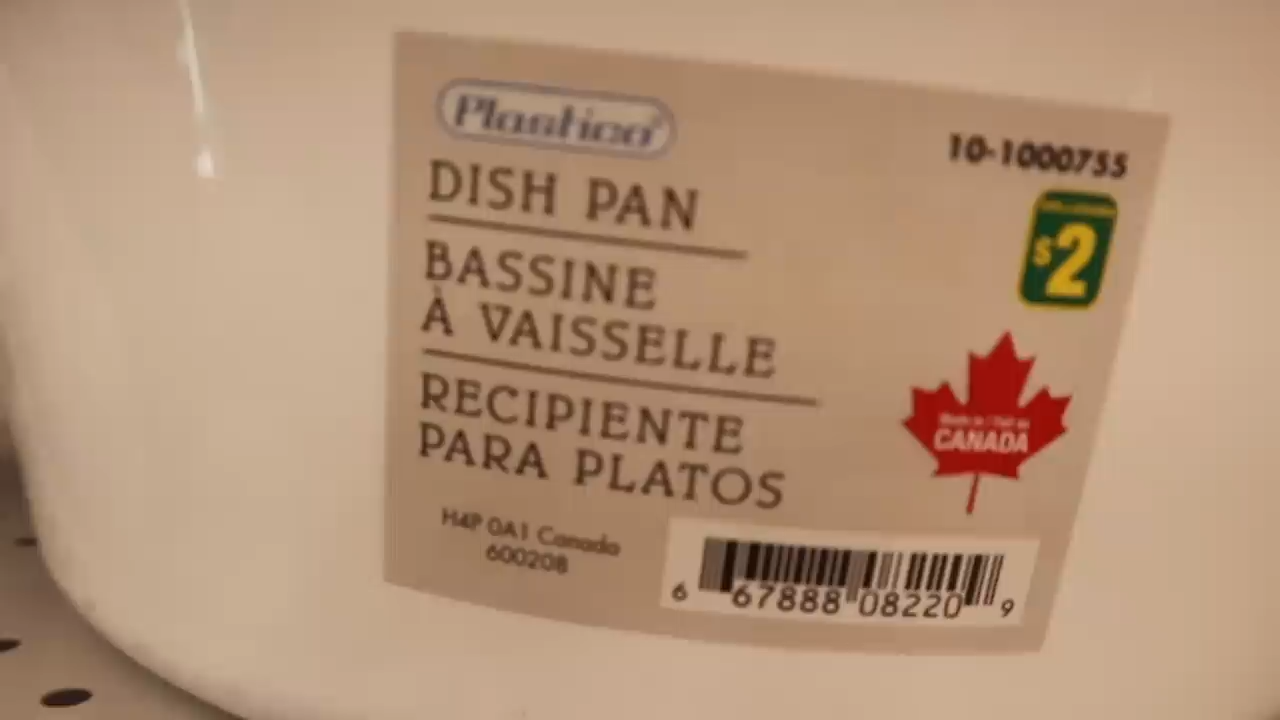 Plastico
10-1000755
DISH PAN
$2
BASSINE
À VAISSELLE
RECIPIENTE
PARA PLATOS
CANADA
H4P 0A1 Canada
600208
6 67888 08220 9